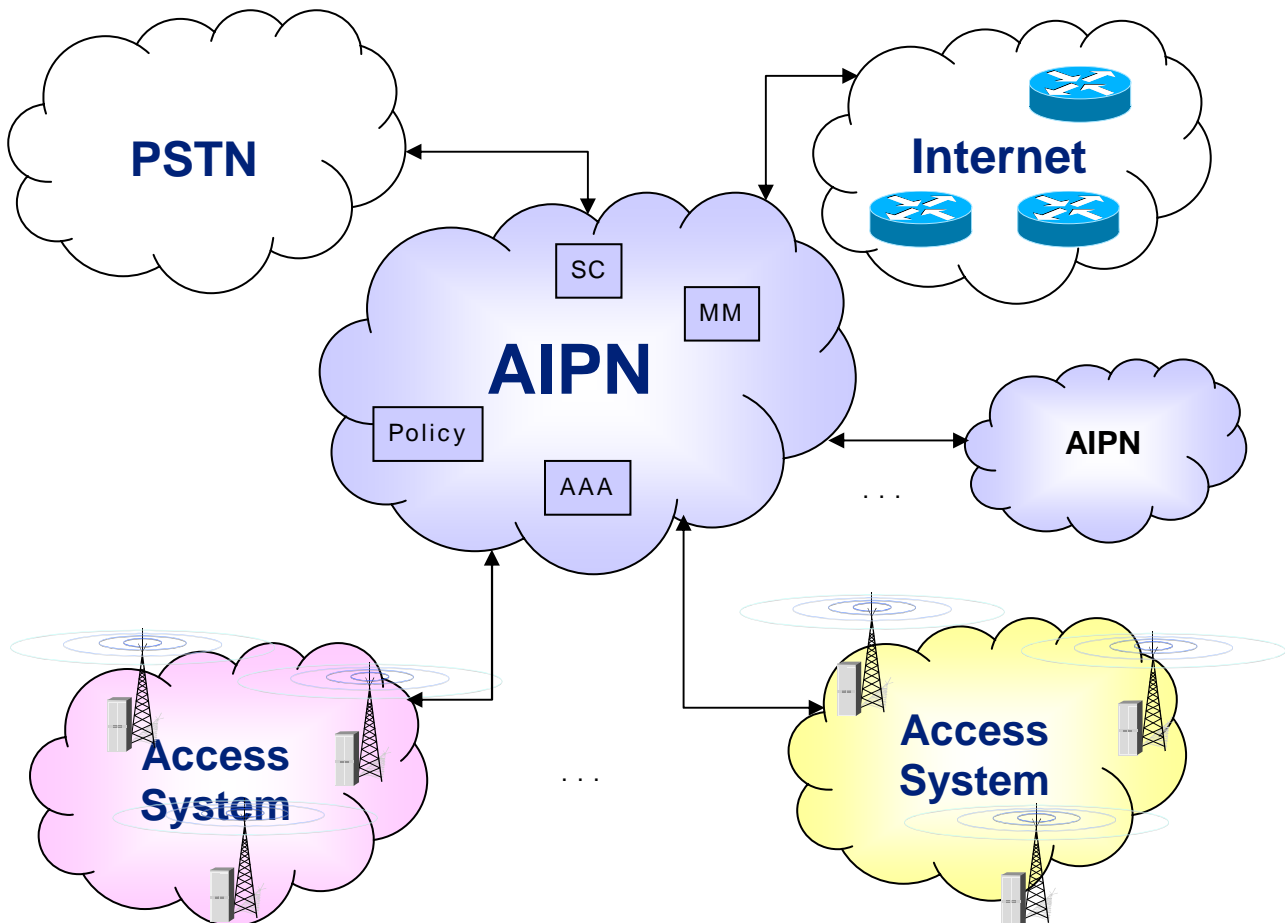 PSTN
Internet
SC
MM
AIPN
Policy
AAA
AIPN
. . .
Access
System
. . .
Access
System